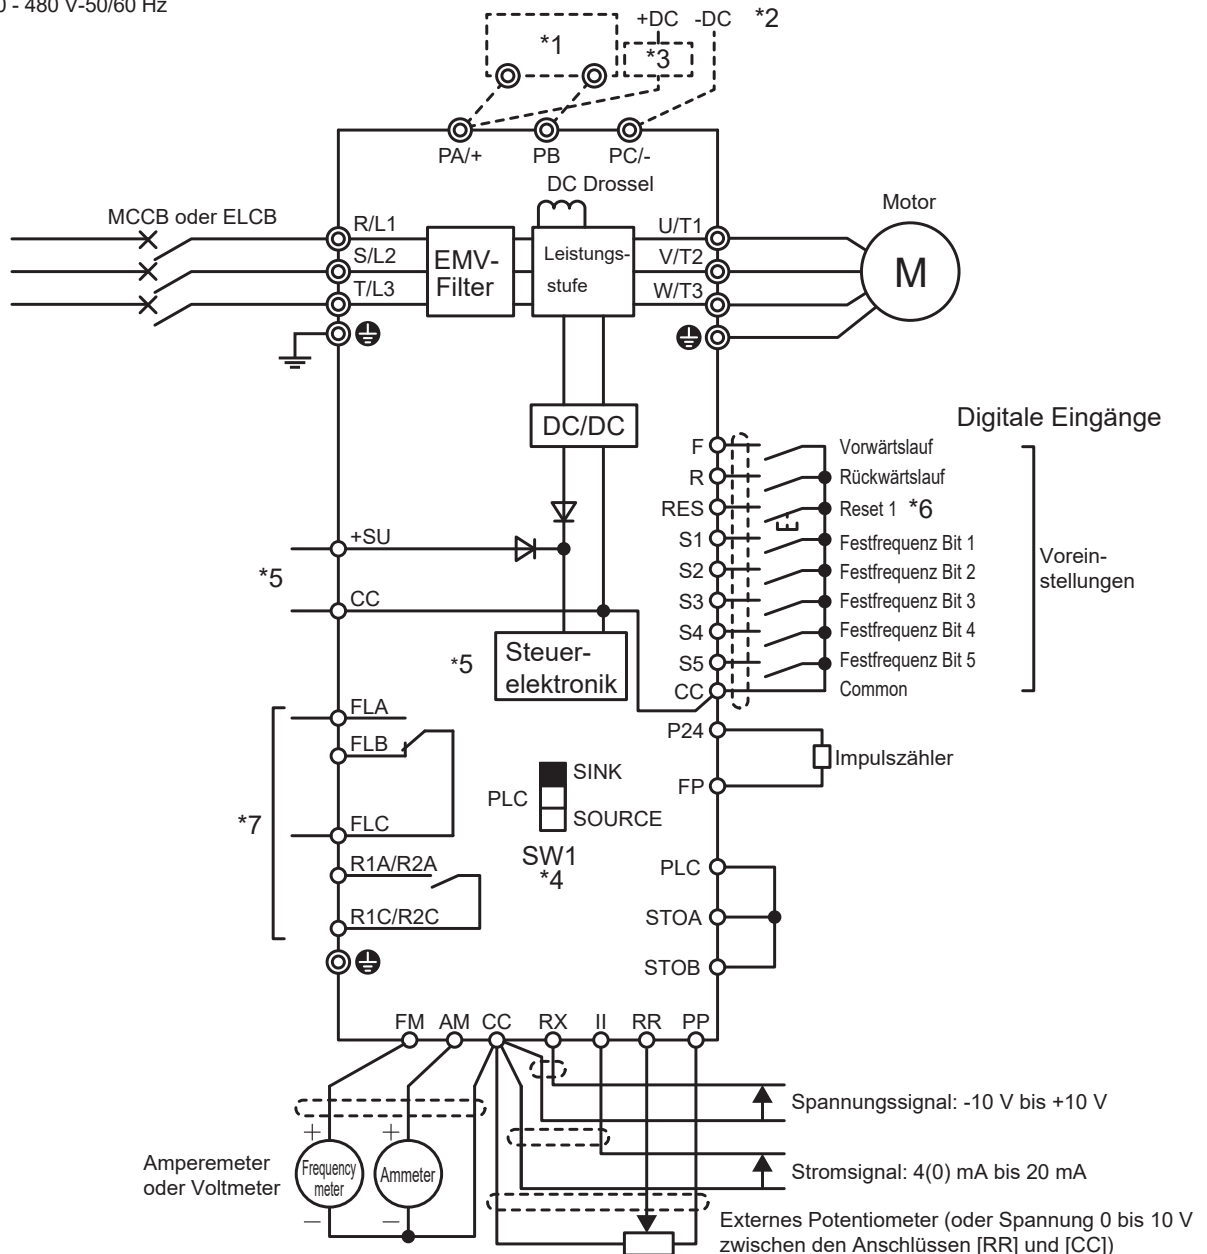 0 - 480 V-50/60 Hz
+DC -DC *2
*1
*3
PA/+ PB PC/-
DC Drossel
MCCB oder ELCB
R/L1
S/L2
T/L3
EMV-
Filter
Leistungs-
stufe
U/T1
V/T2
W/T3
Motor
M
DC/DC
Digitale Eingänge
F Vorwärtslauf
R Rückwärtslauf
RES Reset 1 *6
S1 Festfrequenz Bit 1
S2 Festfrequenz Bit 2
S3 Festfrequenz Bit 3
S4 Festfrequenz Bit 4
S5 Festfrequenz Bit 5
CC Common
Vorein-
stellungen
+SU
*5
CC
*5
Steuer-
elektronik
P24
Impulszähler
FP
FLA
FLB
FLC
*7
R1A/R2A
R1C/R2C
SINK
PLC
SOURCE
SW1
*4
PLC
STOA
STOB
FM AM CC RX II RR PP
Spannungssignal: -10 V bis +10 V
Stromsignal: 4(0) mA bis 20 mA
Amperemeter
oder Voltmeter
+ +
Frequency
meter
Ammeter
— —
Externes Potentiometer (oder Spannung 0 bis 10 V
zwischen den Anschlüssen [RR] und [CC])